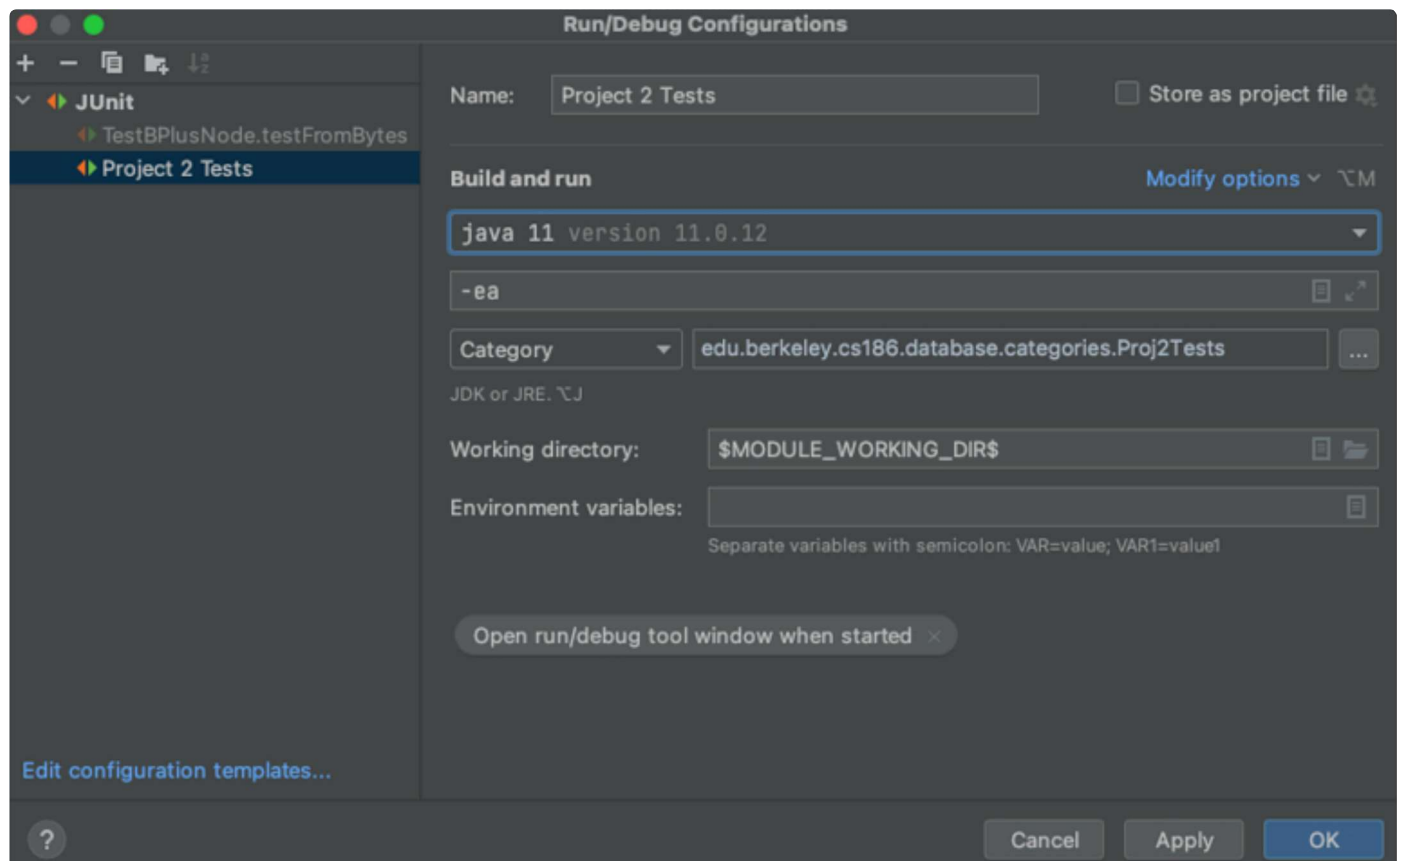 Run/Debug Configurations
JUnit
TestBPlusNode.testFromBytes
Project 2 Tests
Edit configuration templates...
Name: Project 2 Tests Store as project file
Build and run Modify options ⌥M
java 11 version 11.0.12
-ea
Category edu.berkeley.cs186.database.categories.Proj2Tests ...
JDK or JRE. ⌥J
Working directory: $MODULE_WORKING_DIR$
Environment variables:
Separate variables with semicolon: VAR=value; VAR1=value1
Open run/debug tool window when started ×
? Cancel Apply OK